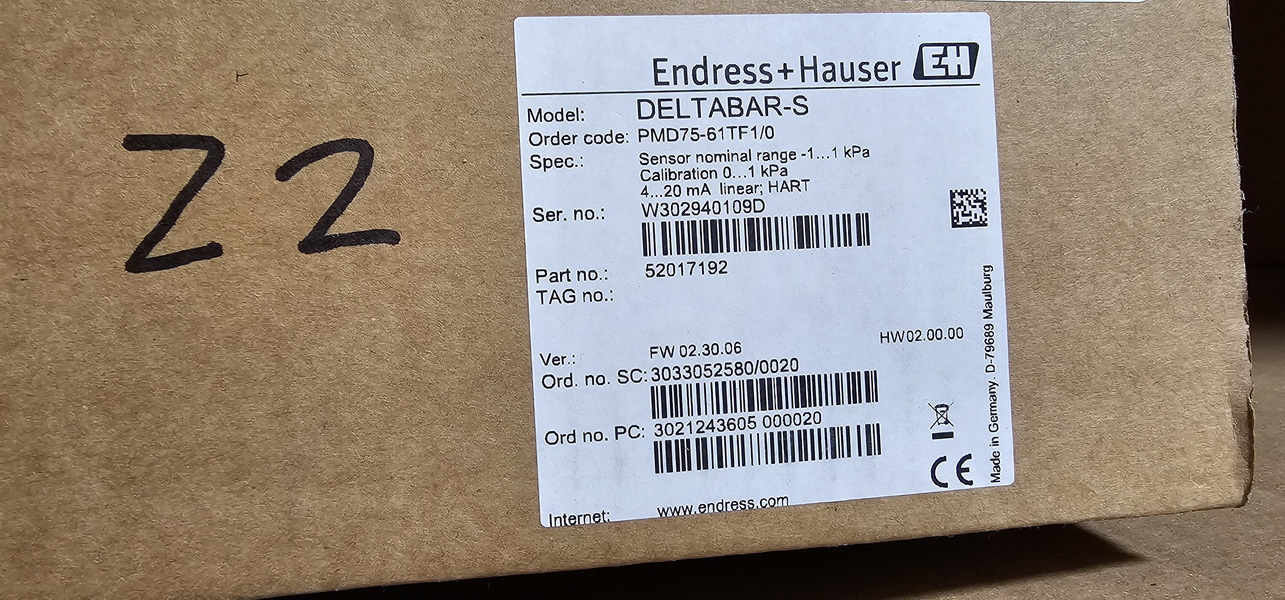 Z2
Endress+Hauser EH
Model: DELTABAR-S
Order code: PMD75-61TF1/0
Spec.: Sensor nominal range -1...1 kPa
Calibration 0...1 kPa
4...20 mA linear; HART
Ser. no.: W302940109D
Part no.: 52017192
TAG no.:
Ver.: FW 02.30.06 HW02.00.00
Ord. no. SC: 3033052580/0020
Ord no. PC: 3021243605 000020
CE
Internet: www.endress.com
Made in Germany. D-79689 Maulburg